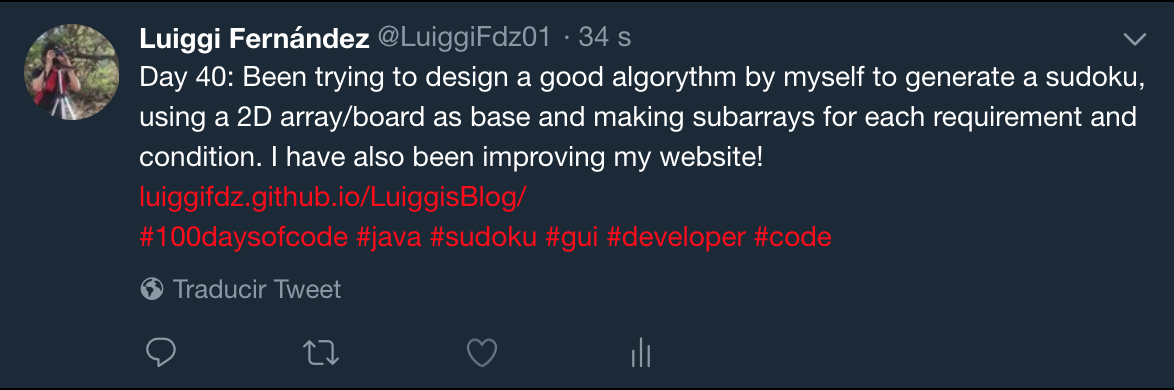 Luiggi Fernández @LuiggiFdz01 · 34 s
Day 40: Been trying to design a good algorythm by myself to generate a sudoku,
using a 2D array/board as base and making subarrays for each requirement and
condition. I have also been improving my website!
luiggifdz.github.io/LuiggisBlog/
#100daysofcode #java #sudoku #gui #developer #code
Traducir Tweet